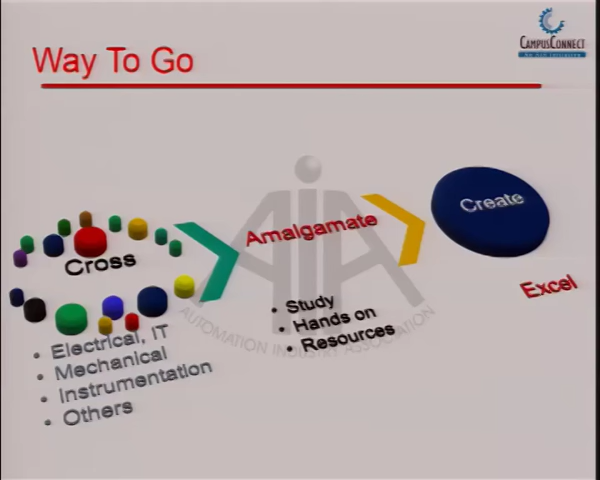 CAMPUSCONNECT
Way To Go
Create
Amalgamate
Cross
Excel
• Study
• Hands on
• Resources
AUTOMATION INDUSTRY ASSOCIATION
• Electrical, IT
• Mechanical
• Instrumentation
• Others